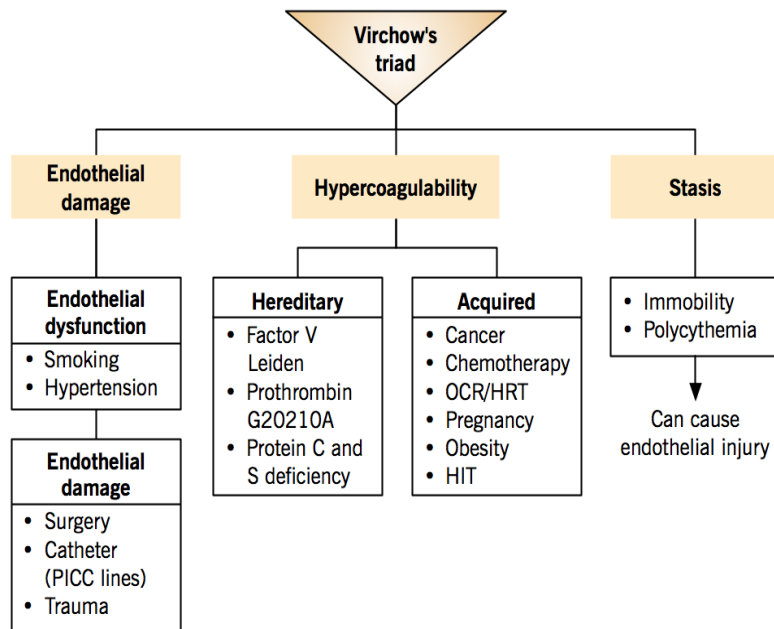 Virchow's
triad
Endothelial
damage
Hypercoagulability
Stasis
Endothelial
dysfunction
• Smoking
• Hypertension
Hereditary
• Factor V
Leiden
• Prothrombin
G20210A
• Protein C and
S deficiency
Acquired
• Cancer
• Chemotherapy
• OCR/HRT
• Pregnancy
• Obesity
• HIT
• Immobility
• Polycythemia
Can cause
endothelial injury
Endothelial
damage
• Surgery
• Catheter
(PICC lines)
• Trauma